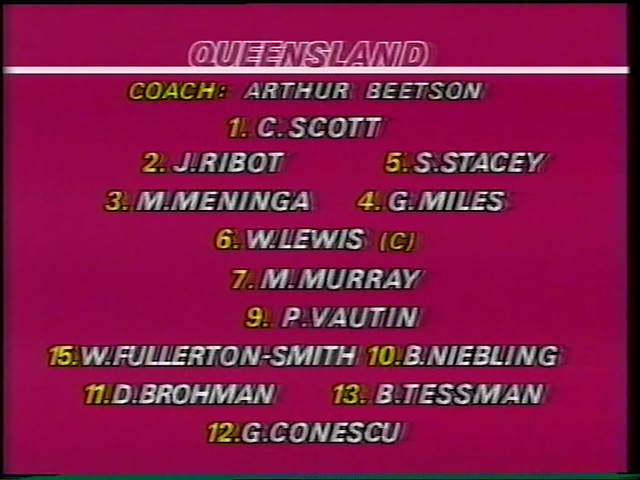 QUEENSLAND
COACH: ARTHUR BEETSON
1. C.SCOTT
2. J.RIBOT 5. S.STACEY
3. M.MENINGA 4. G.MILES
6. W.LEWIS (C)
7. M.MURRAY
9. P.VAUTIN
15. W.FULLERTON-SMITH 10. B.NIEBLING
11. D.BROHMAN 13. B.TESSMAN
12. G.CONESCU